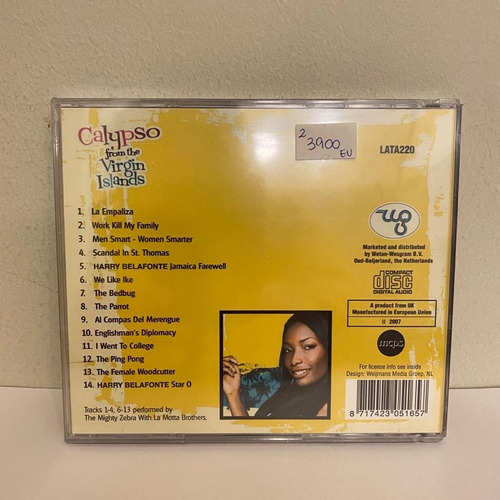 Calypso
from the
Virgin
Islands
2
3900
EU
LATA220
wg
Marketed and distributed
by Weton-Wesgram B.V.
Oud-Beijerland, the Netherlands
COMPACT
disc
DIGITAL AUDIO
A product from UK
Manufactured in European Union
℗ 2007
mcps
For license info see inside
Design: Weijmans Media Groep, NL
8 717423 051657
1. La Empaliza
2. Work Kill My Family
3. Men Smart - Women Smarter
4. Scandal In St. Thomas
5. HARRY BELAFONTE Jamaica Farewell
6. We Like Ike
7. The Bedbug
8. The Parrot
9. Al Compas Del Merengue
10. Englishman's Diplomacy
11. I Went To College
12. The Ping Pong
13. The Female Woodcutter
14. HARRY BELAFONTE Star O
Tracks 1-4, 6-13 performed by
The Mighty Zebra With La Motta Brothers.